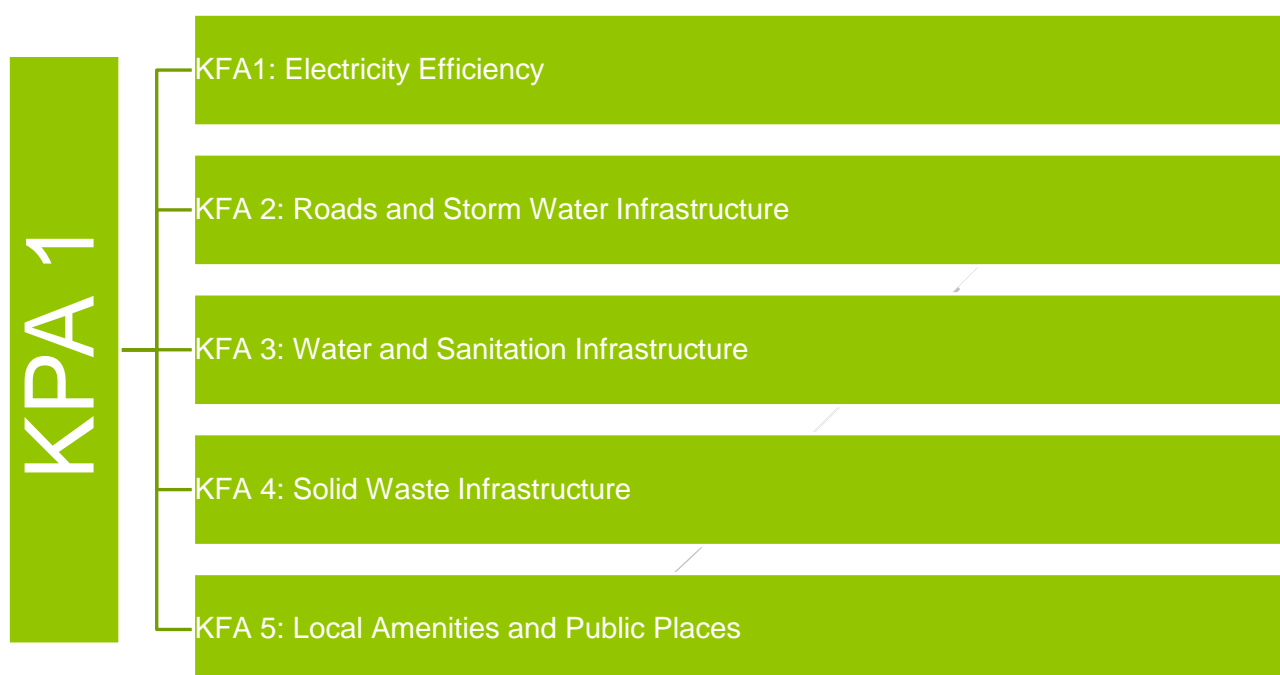 KPA 1
KFA1: Electricity Efficiency
KFA 2: Roads and Storm Water Infrastructure
KFA 3: Water and Sanitation Infrastructure
KFA 4: Solid Waste Infrastructure
KFA 5: Local Amenities and Public Places